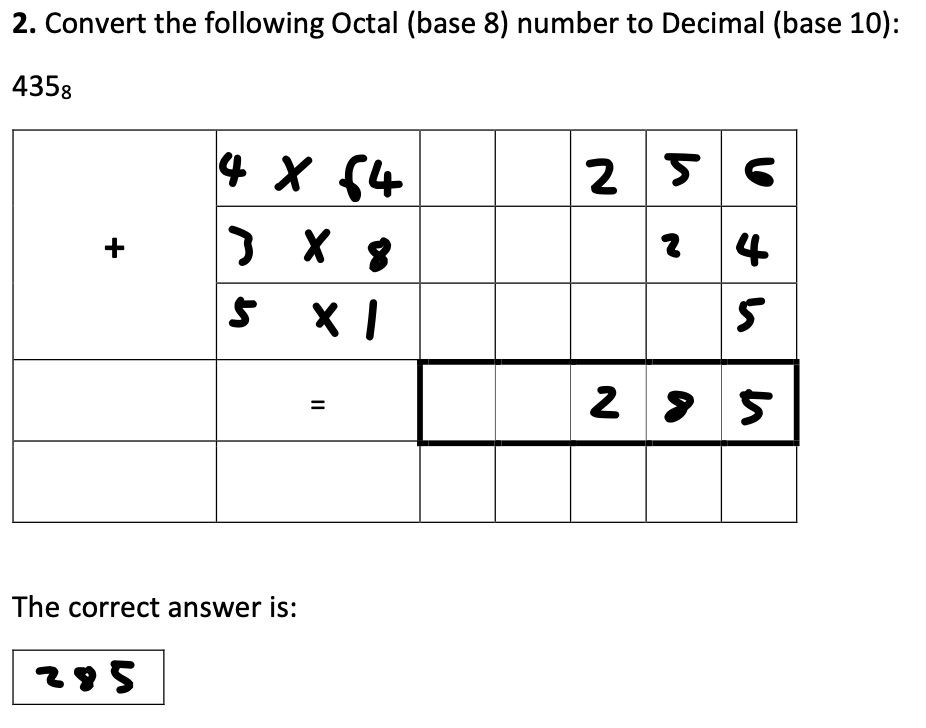 2. Convert the following Octal (base 8) number to Decimal (base 10):
435₈
4 × 64 2 5 6
+ 3 × 8 2 4
5 × 1 5
= 2 8 5
The correct answer is:
285